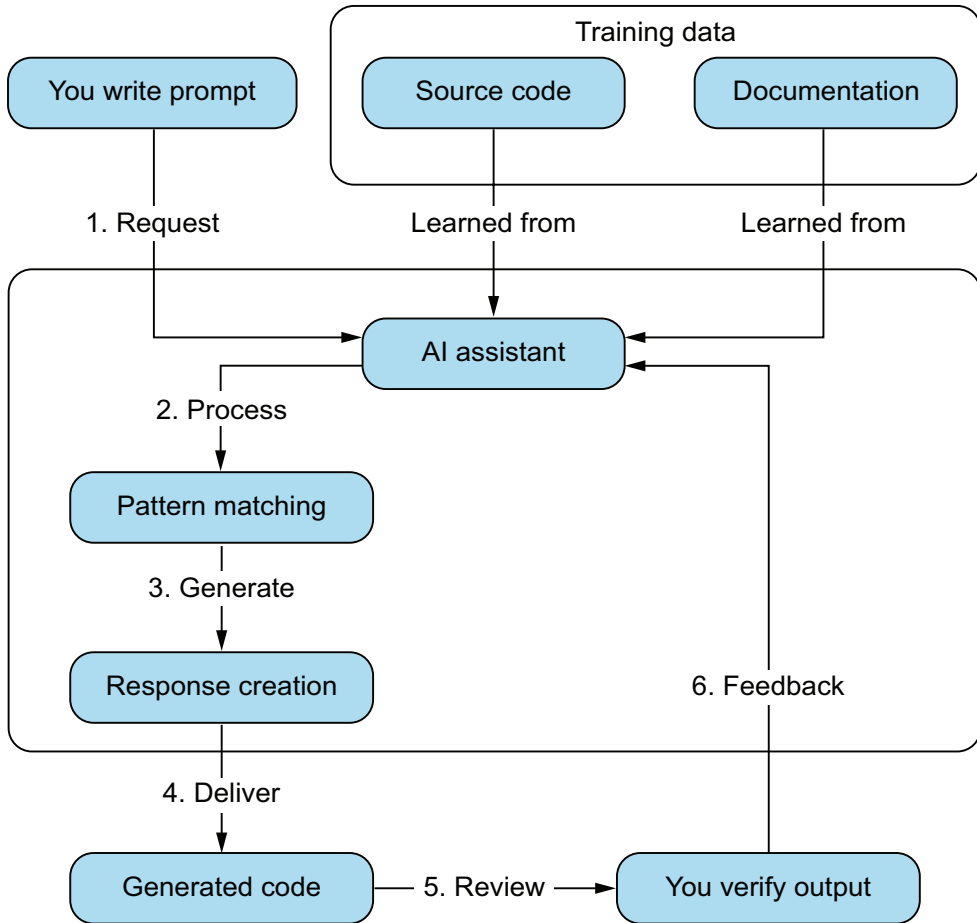 Training data
You write prompt
Source code
Documentation
1. Request
Learned from
Learned from
AI assistant
2. Process
Pattern matching
3. Generate
Response creation
6. Feedback
4. Deliver
Generated code
5. Review
You verify output